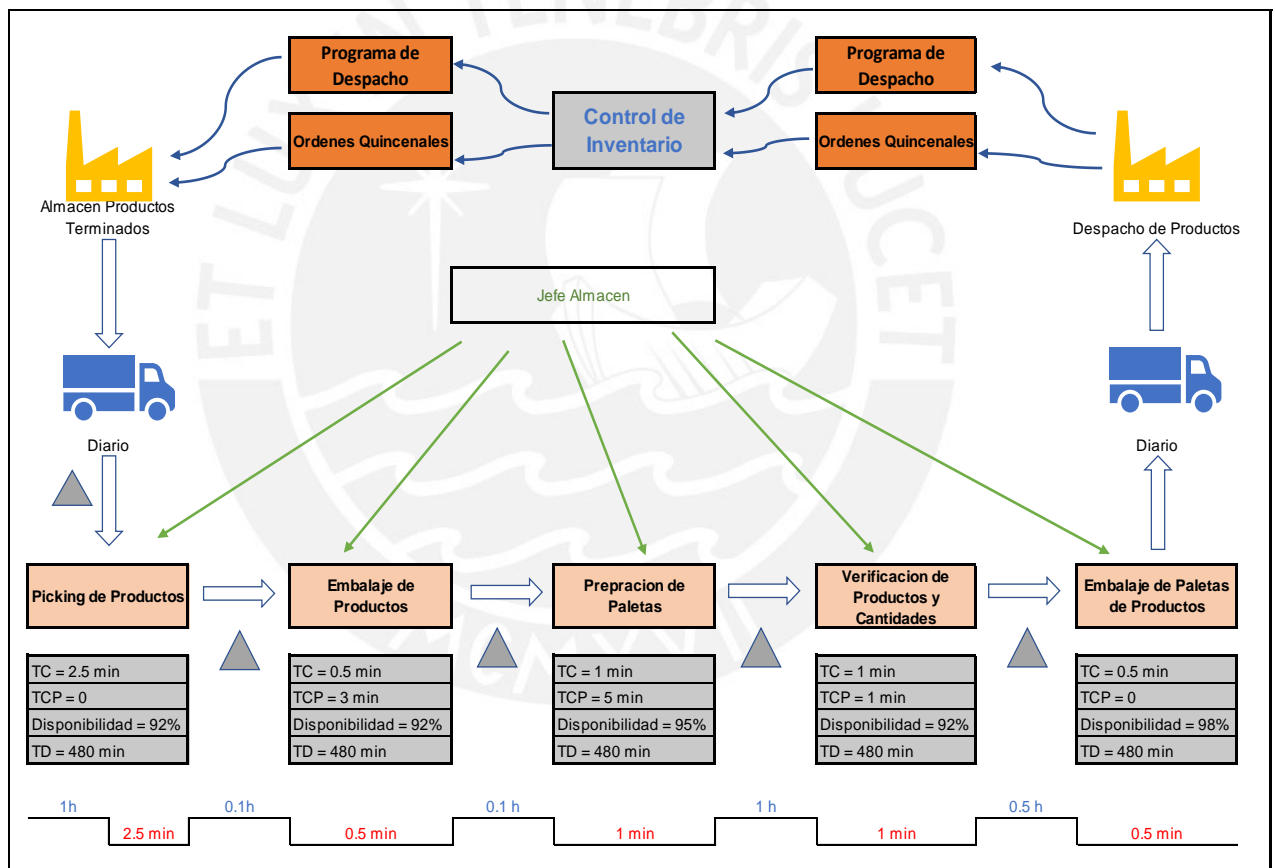 ET LUX IN TENEBRIS LUCET
Programa de
Despacho
Programa de
Despacho
Control de
Inventario
Ordenes Quincenales
Ordenes Quincenales
Almacen Productos
Terminados
Despacho de Productos
Jefe Almacen
Diario
Diario
Picking de Productos
Embalaje de
Productos
Prepracion de
Paletas
Verificacion de
Productos y
Cantidades
Embalaje de Paletas
de Productos
TC = 2.5 min
TCP = 0
Disponibilidad = 92%
TD = 480 min
TC = 0.5 min
TCP = 3 min
Disponibilidad = 92%
TD = 480 min
TC = 1 min
TCP = 5 min
Disponibilidad = 95%
TD = 480 min
TC = 1 min
TCP = 1 min
Disponibilidad = 92%
TD = 480 min
TC = 0.5 min
TCP = 0
Disponibilidad = 98%
TD = 480 min
1h
0.1h
0.1 h
1 h
0.5 h
2.5 min
0.5 min
1 min
1 min
0.5 min